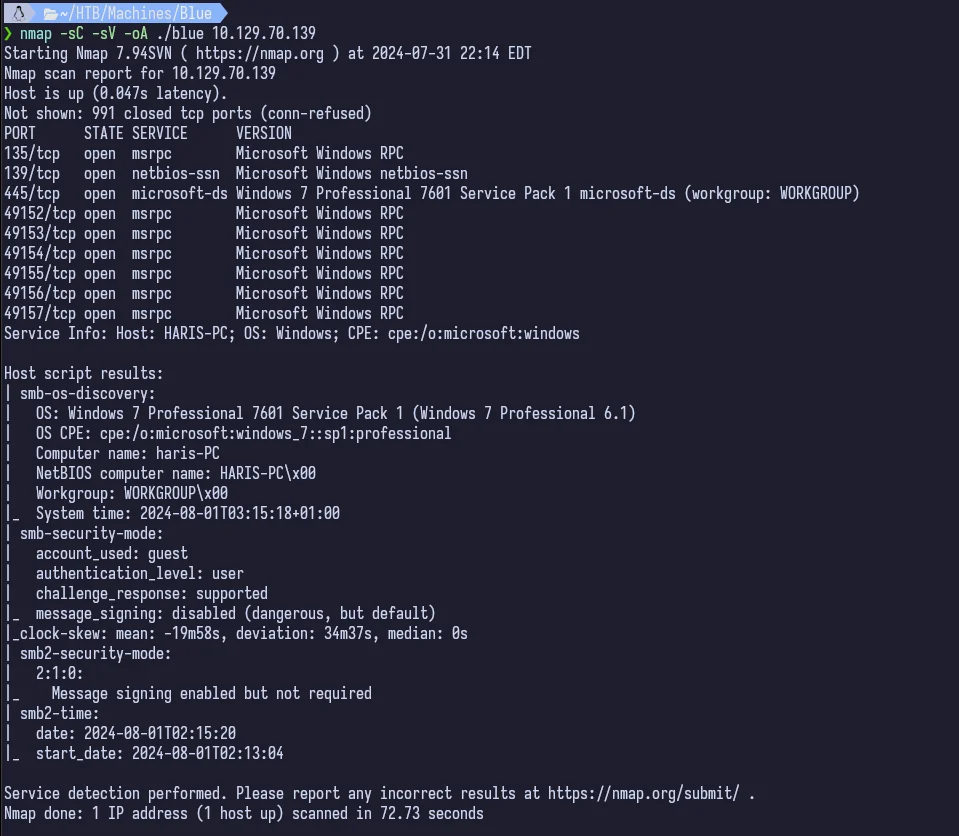 ~/HTB/Machines/Blue
❯ nmap -sC -sV -oA ./blue 10.129.70.139
Starting Nmap 7.94SVN ( https://nmap.org ) at 2024-07-31 22:14 EDT
Nmap scan report for 10.129.70.139
Host is up (0.047s latency).
Not shown: 991 closed tcp ports (conn-refused)
PORT      STATE SERVICE      VERSION
135/tcp   open  msrpc        Microsoft Windows RPC
139/tcp   open  netbios-ssn  Microsoft Windows netbios-ssn
445/tcp   open  microsoft-ds Windows 7 Professional 7601 Service Pack 1 microsoft-ds (workgroup: WORKGROUP)
49152/tcp open  msrpc        Microsoft Windows RPC
49153/tcp open  msrpc        Microsoft Windows RPC
49154/tcp open  msrpc        Microsoft Windows RPC
49155/tcp open  msrpc        Microsoft Windows RPC
49156/tcp open  msrpc        Microsoft Windows RPC
49157/tcp open  msrpc        Microsoft Windows RPC
Service Info: Host: HARIS-PC; OS: Windows; CPE: cpe:/o:microsoft:windows

Host script results:
| smb-os-discovery:
|   OS: Windows 7 Professional 7601 Service Pack 1 (Windows 7 Professional 6.1)
|   OS CPE: cpe:/o:microsoft:windows_7::sp1:professional
|   Computer name: haris-PC
|   NetBIOS computer name: HARIS-PC\x00
|   Workgroup: WORKGROUP\x00
|_  System time: 2024-08-01T03:15:18+01:00
| smb-security-mode:
|   account_used: guest
|   authentication_level: user
|   challenge_response: supported
|_  message_signing: disabled (dangerous, but default)
|_clock-skew: mean: -19m58s, deviation: 34m37s, median: 0s
| smb2-security-mode:
|   2:1:0:
|_    Message signing enabled but not required
| smb2-time:
|   date: 2024-08-01T02:15:20
|_  start_date: 2024-08-01T02:13:04

Service detection performed. Please report any incorrect results at https://nmap.org/submit/ .
Nmap done: 1 IP address (1 host up) scanned in 72.73 seconds